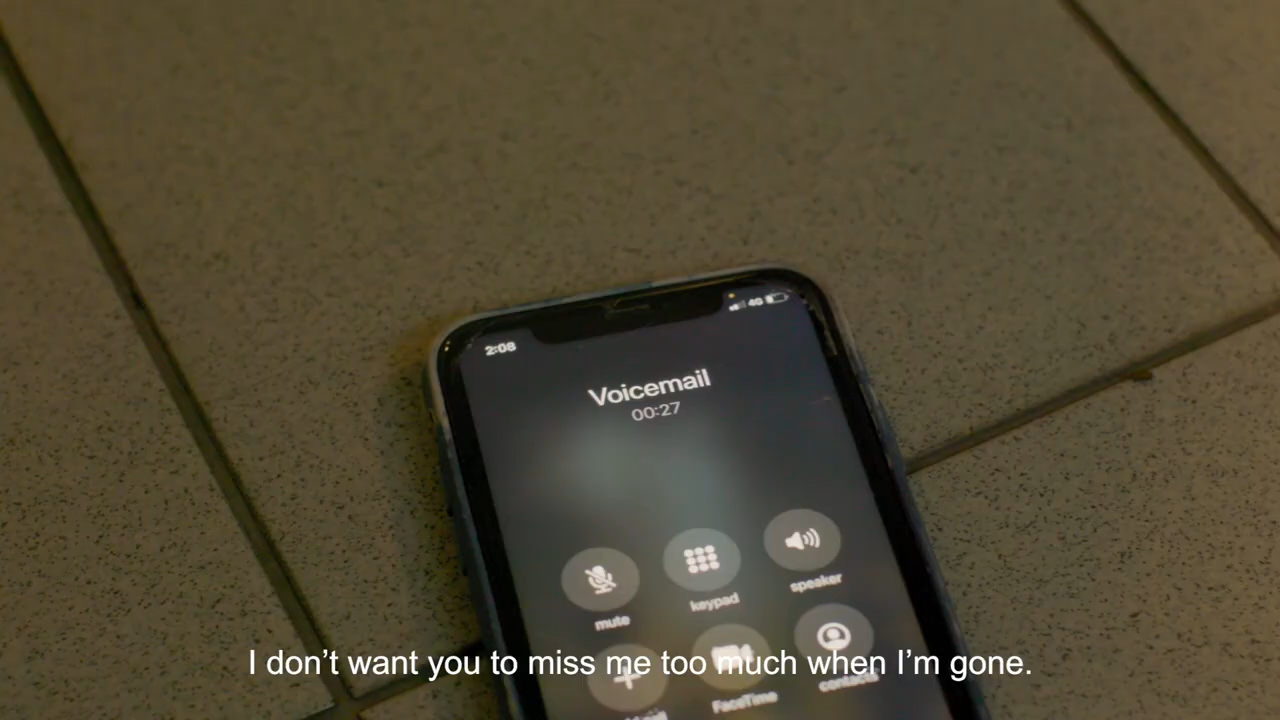 4G
2:08
Voicemail
00:27
mute
keypad
speaker
FaceTime
contacts
I don’t want you to miss me too much when I’m gone.